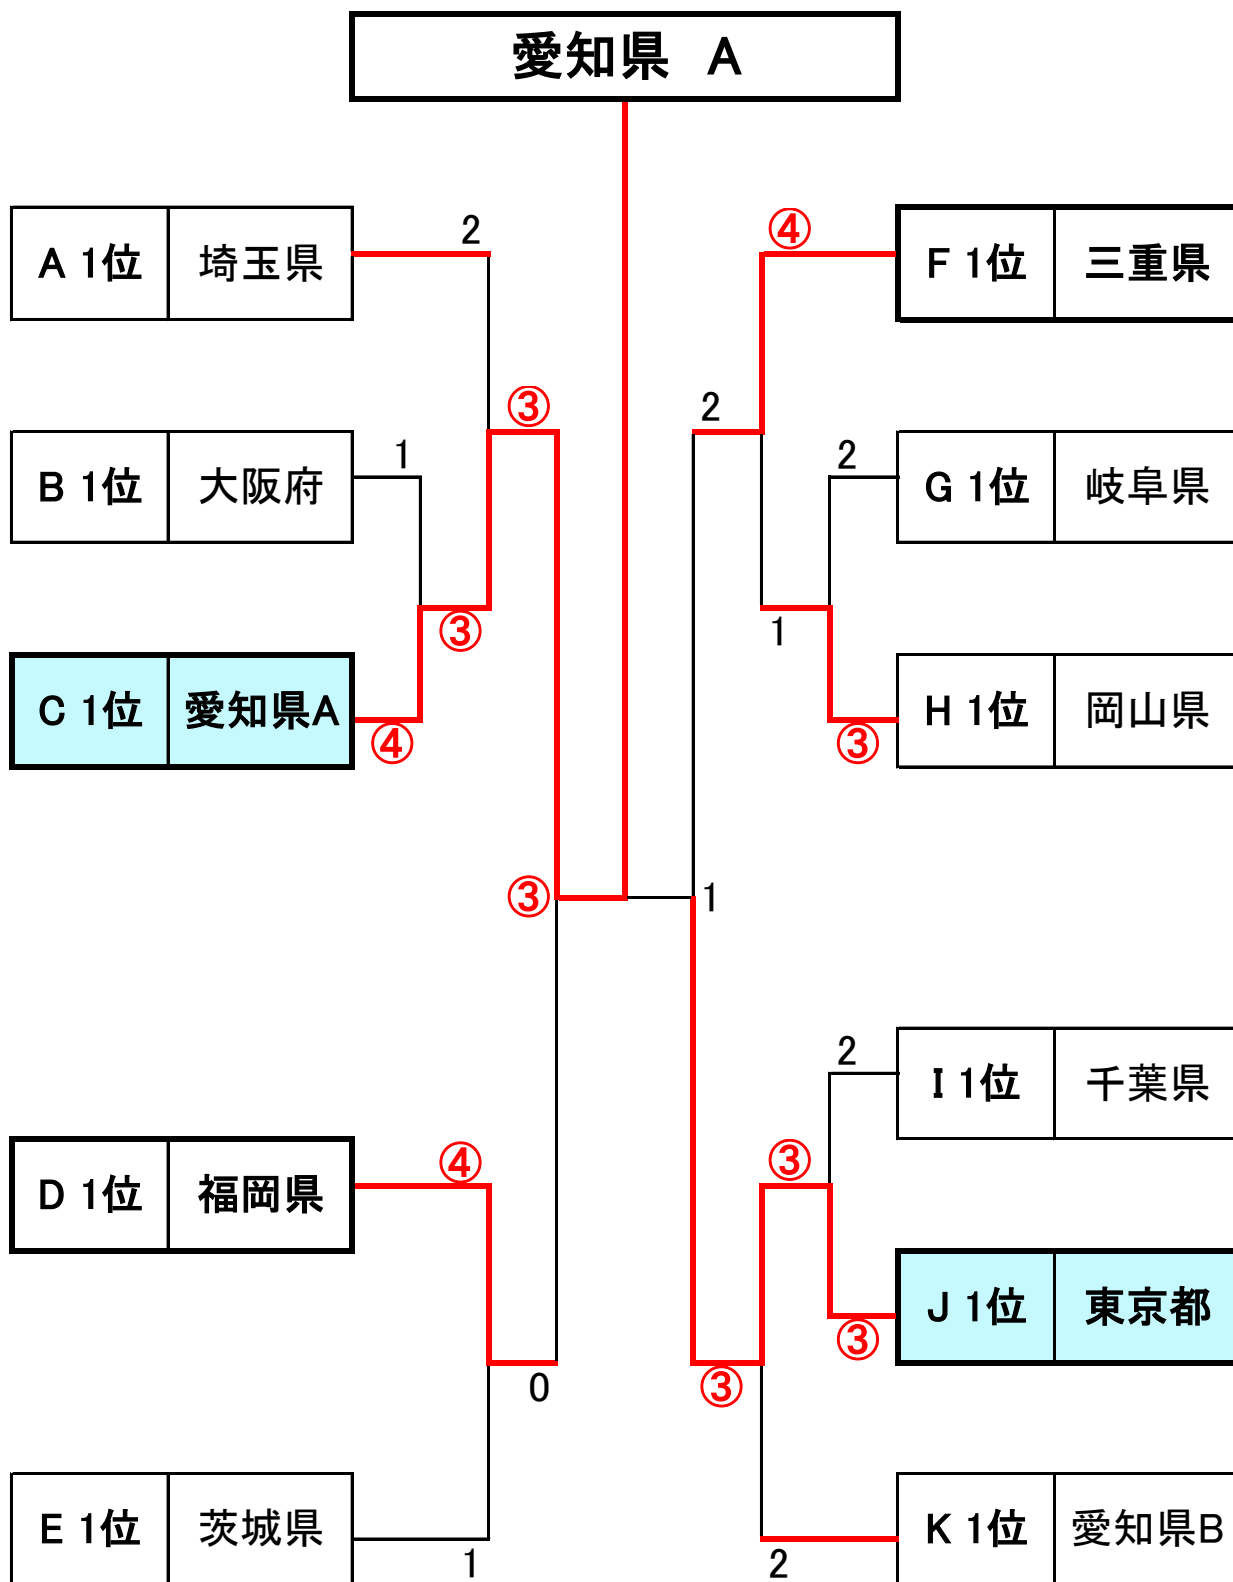 愛知県 A
2
④
A 1位 埼玉県
F 1位 三重県
③
2
1
2
B 1位 大阪府
G 1位 岐阜県
③
1
C 1位 愛知県A
H 1位 岡山県
④
③
③
1
2
I 1位 千葉県
④
③
D 1位 福岡県
J 1位 東京都
③
0
③
E 1位 茨城県
K 1位 愛知県B
1
2